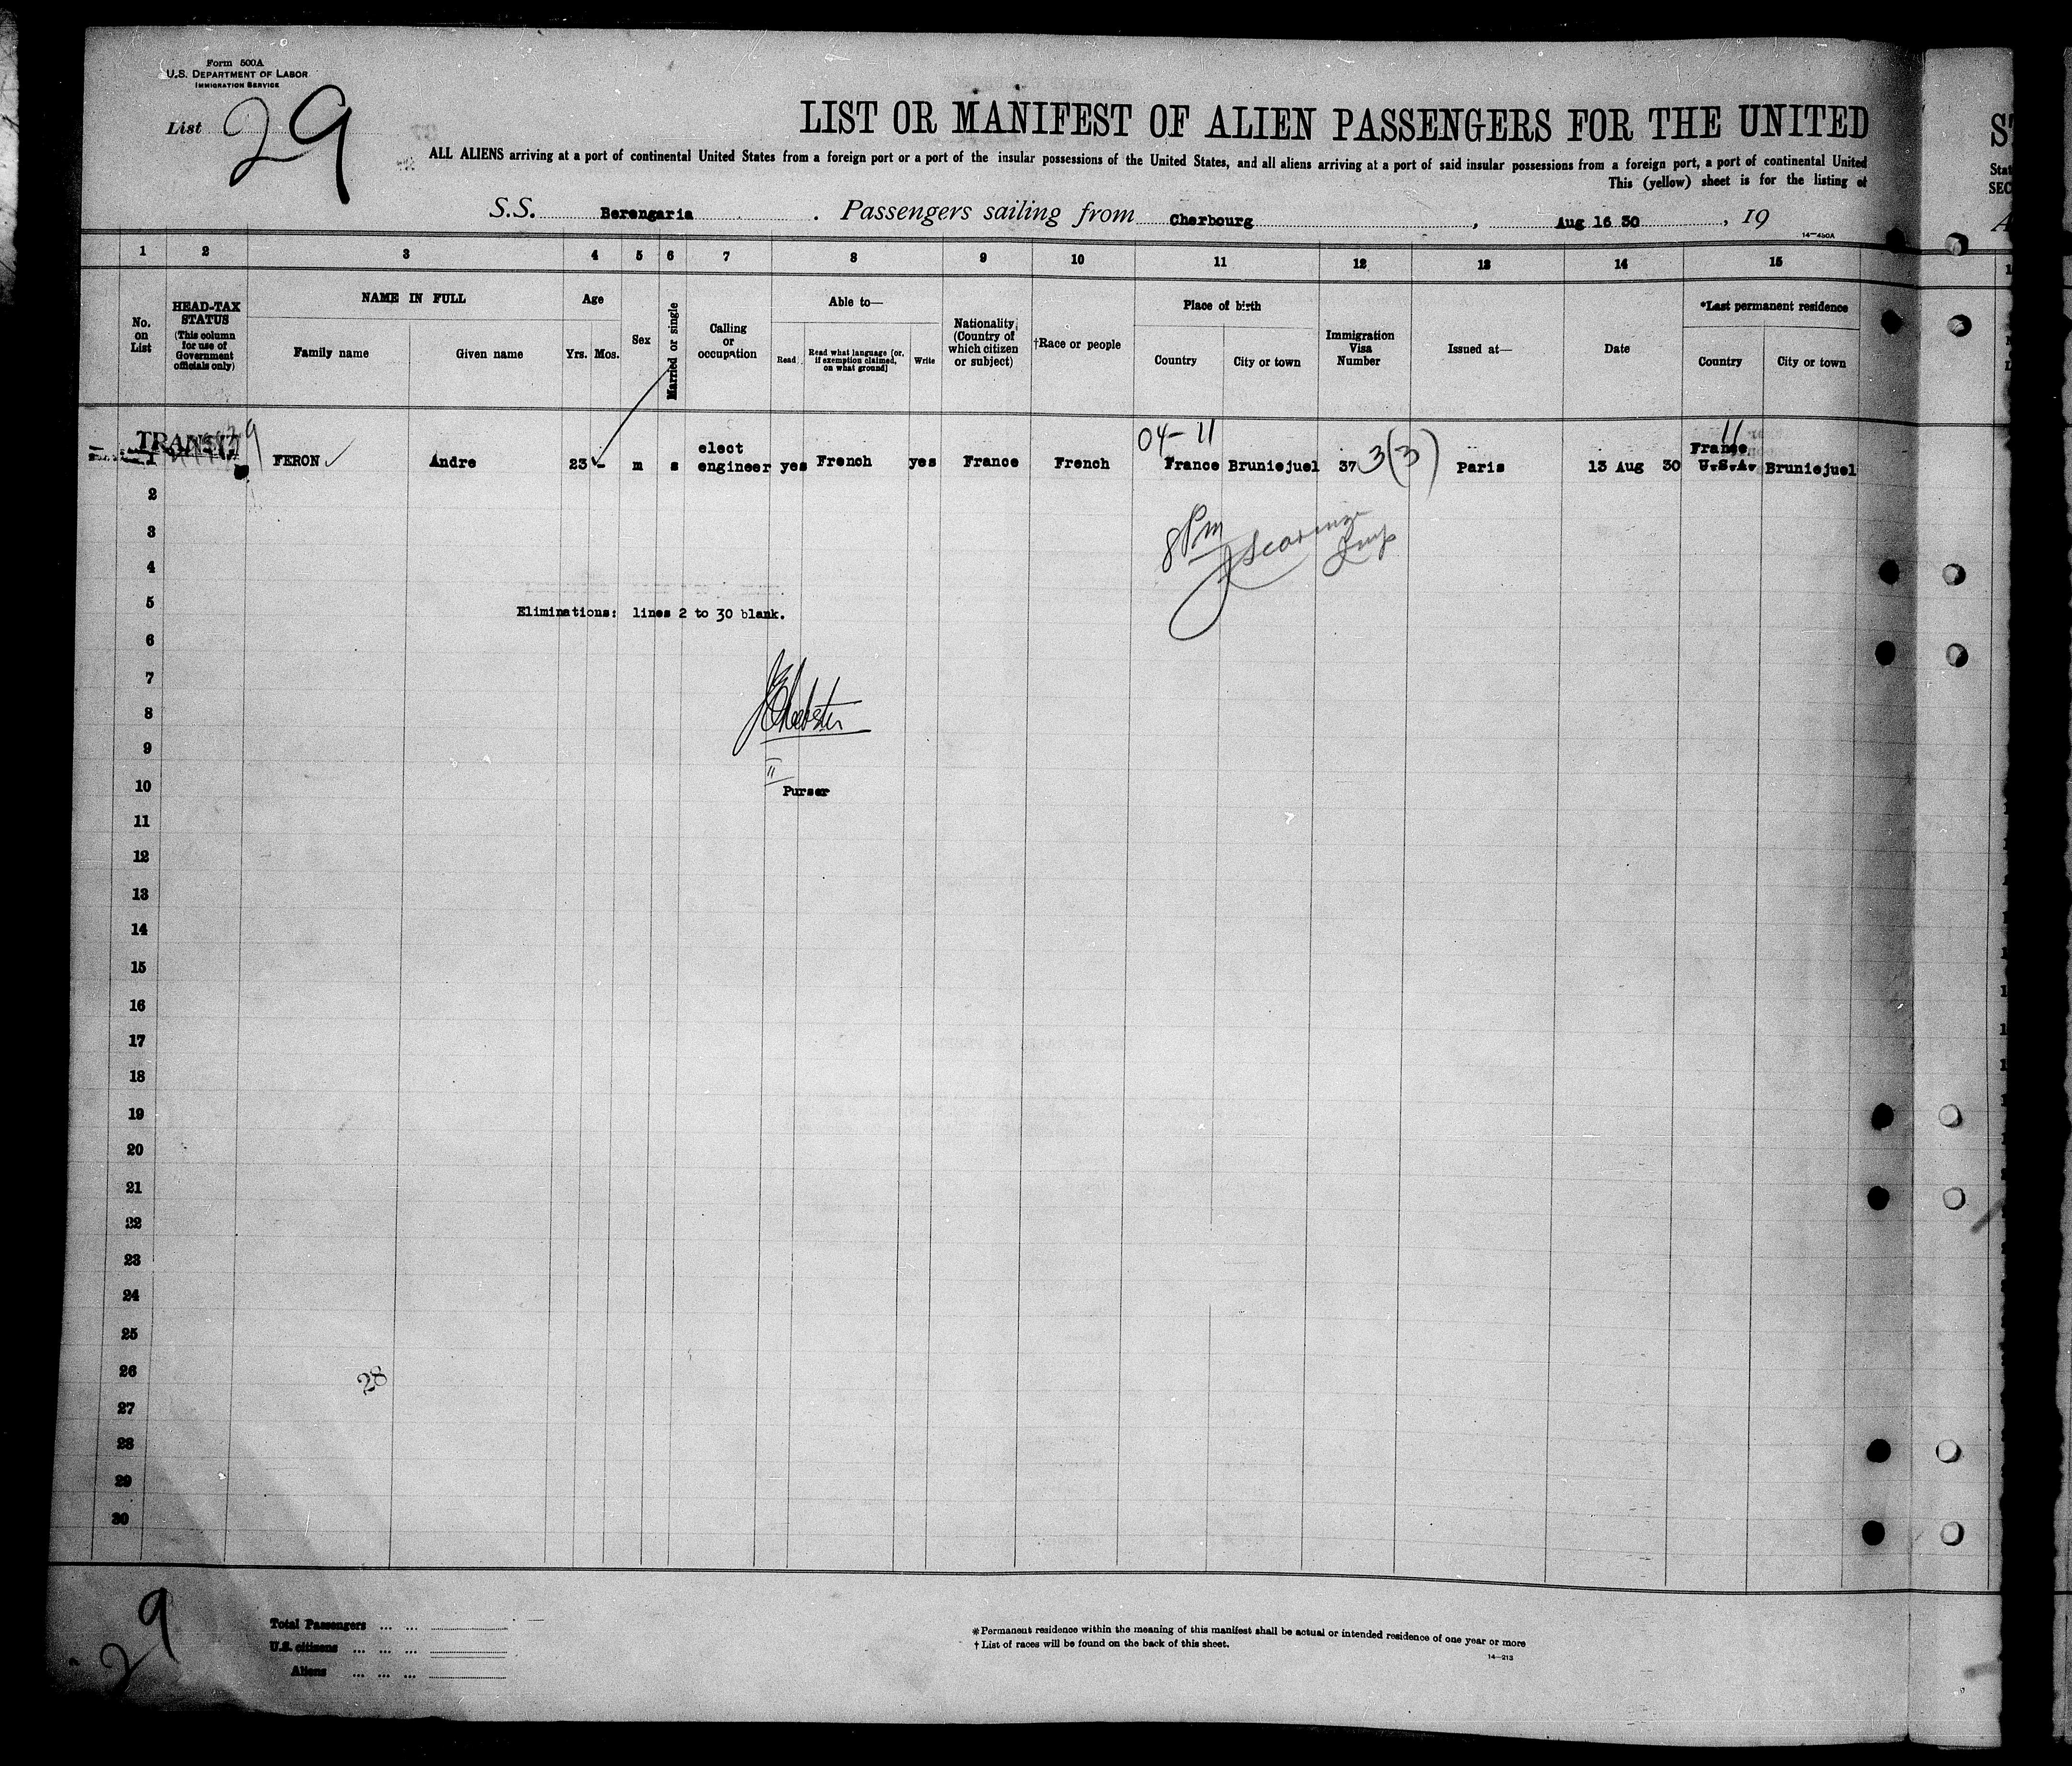 Form 500A
U.S. DEPARTMENT OF LABOR
IMMIGRATION SERVICE
List 29
LIST OR MANIFEST OF ALIEN PASSENGERS FOR THE UNITED
ALL ALIENS arriving at a port of continental United States from a foreign port or a port of the insular possessions of the United States, and all aliens arriving at a port of said insular possessions from a foreign port, a port of continental United
This (yellow) sheet is for the listing of
S.S. Berengaria. Passengers sailing from Cherbourg, Aug 16 30, 19
14-450A
1 2 3 4 5 6 7 8 9 10 11 12 13 14 15
No. on List
HEAD-TAX STATUS (This column for use of Government officials only)
NAME IN FULL
Family name Given name
Age
Yrs. Mos.
Sex
Married or single
Calling or occupation
Able to—
Read Read what language [or, if exemption claimed, on what ground] Write
Nationality. (Country of which citizen or subject)
†Race or people
Place of birth
Country City or town
Immigration Visa Number
Issued at—
Date
*Last permanent residence
Country City or town
TRANSIT
04-11
11
1 FERON Andre 23 - m s elect engineer yes French yes France French France Bruniejuel 37 3(3) Paris 13 Aug 30 France U.S.A. Bruniejuel
2
8 Pm
3
4
5
Eliminations: lines 2 to 30 blank.
6
7
8
9
10
Purser
11
12
13
14
15
16
17
18
19
20
21
22
23
24
25
26
28
27
28
29
30
29
Total Passengers ... ...
U.S. citizens ... ... ...
Aliens ... ... ...
*Permanent residence within the meaning of this manifest shall be actual or intended residence of one year or more
† List of races will be found on the back of this sheet.
14-213